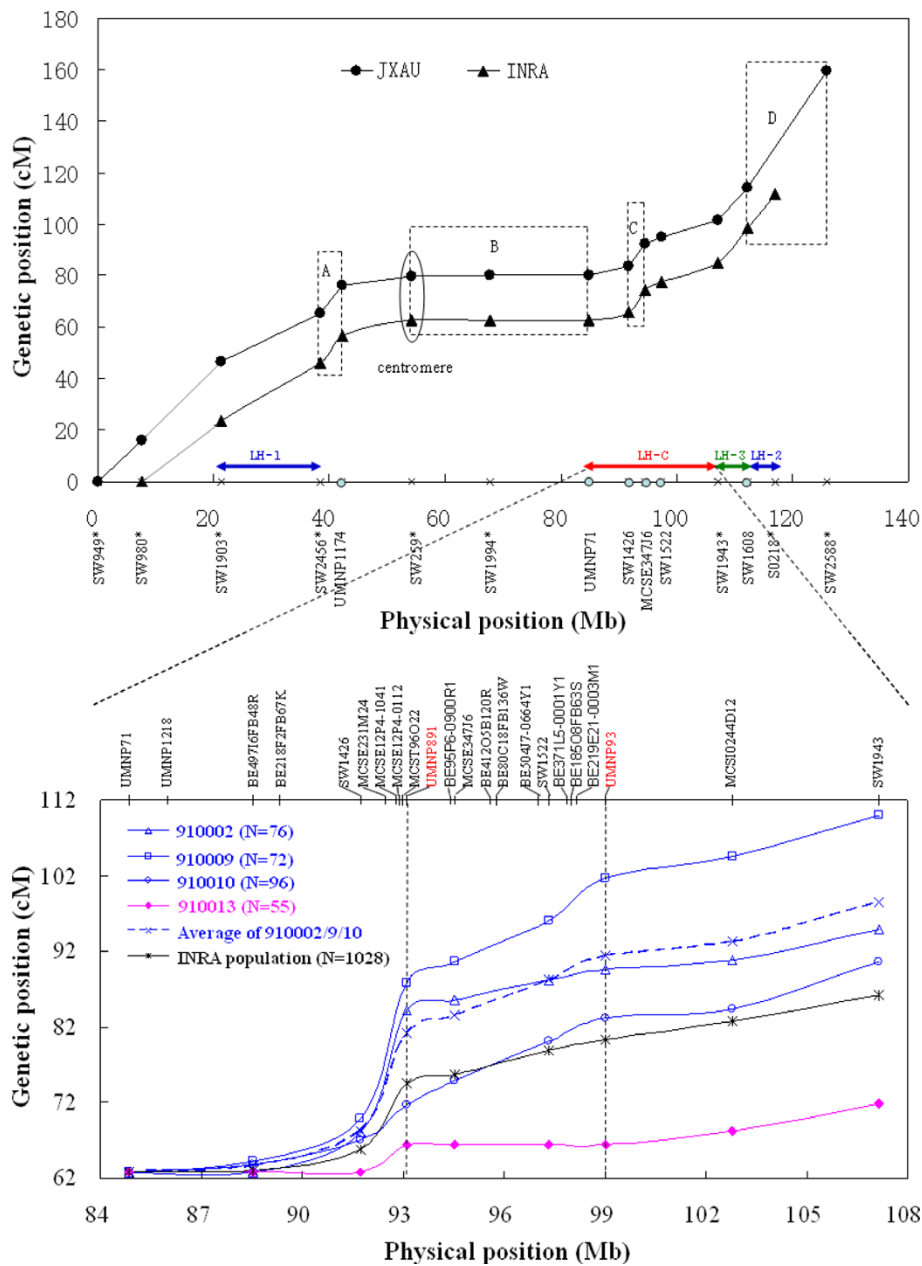 180
160
140
120
100
80
60
40
20
0
Genetic position (cM)
JXAU
INRA
A
B
C
D
centromere
LH-1
LH-C
LH-3
LH-2
0 20 40 60 80 100 120 140
SW949*
SW980*
SW1903*
SW2456*
UMNP1174
SW259*
SW1994*
UMNP71
SW1426
MCSE347J6
SW1522
SW1943*
SW1608
S0218*
SW2588*
Physical position (Mb)
UMNP71
UMNP1218
BE497I6FB48R
BE218F2FB67K
SW1426
MCSE231M24
MCSE12P4-1041
MCSE12P4-0112
MCST96O22
UMNP891
BE95P6-0900R1
MCSE347J6
BE412O5B120R
BE80C18FB136W
BE504J7-0664Y1
SW1522
BE371L5-0001Y1
BE185O8FB63S
BE219E21-0003M1
UMNP93
MCSI0244D12
SW1943
112
102
92
82
72
62
Genetic position (cM)
910002 (N=76)
910009 (N=72)
910010 (N=96)
910013 (N=55)
Average of 910002/9/10
INRA population (N=1028)
84 87 90 93 96 99 102 105 108
Physical position (Mb)